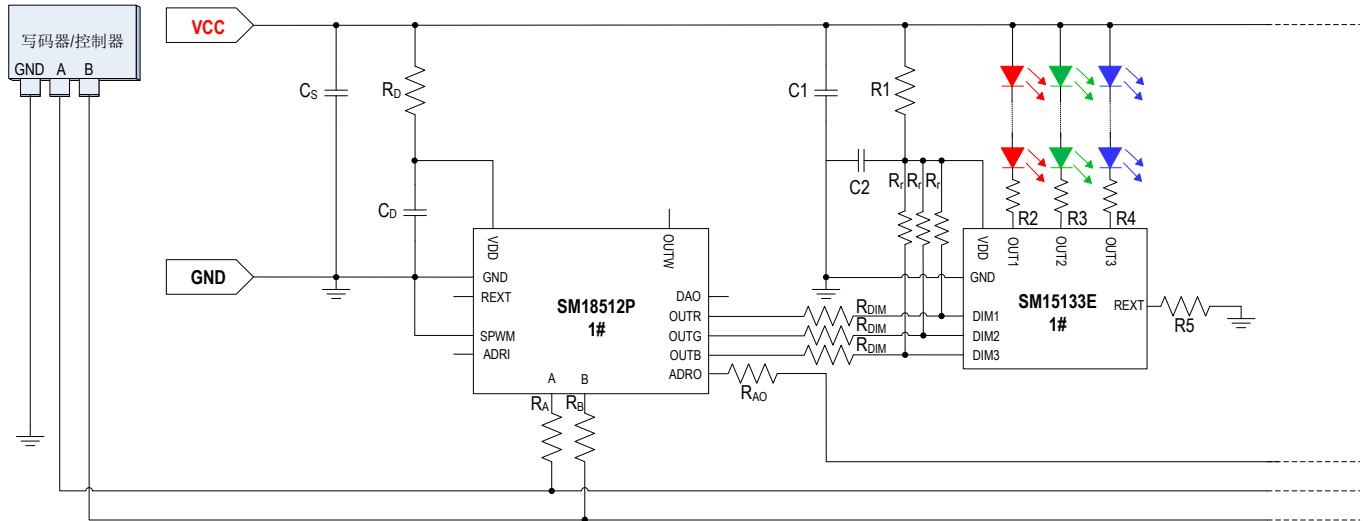 写码器/控制器
GND A B
VCC
CS
RD
C1
R1
C2
Rr Rr Rr
CD
R2
R3
R4
GND
VDD
OUTW
GND
REXT
SPWM
ADRI
SM18512P
1#
DAO
OUTR
OUTG
OUTB
ADRO
A B
RA
RB
RAO
RDIM
RDIM
RDIM
VDD
OUT1
OUT2
OUT3
GND
DIM1
DIM2
DIM3
SM15133E
1#
REXT
R5